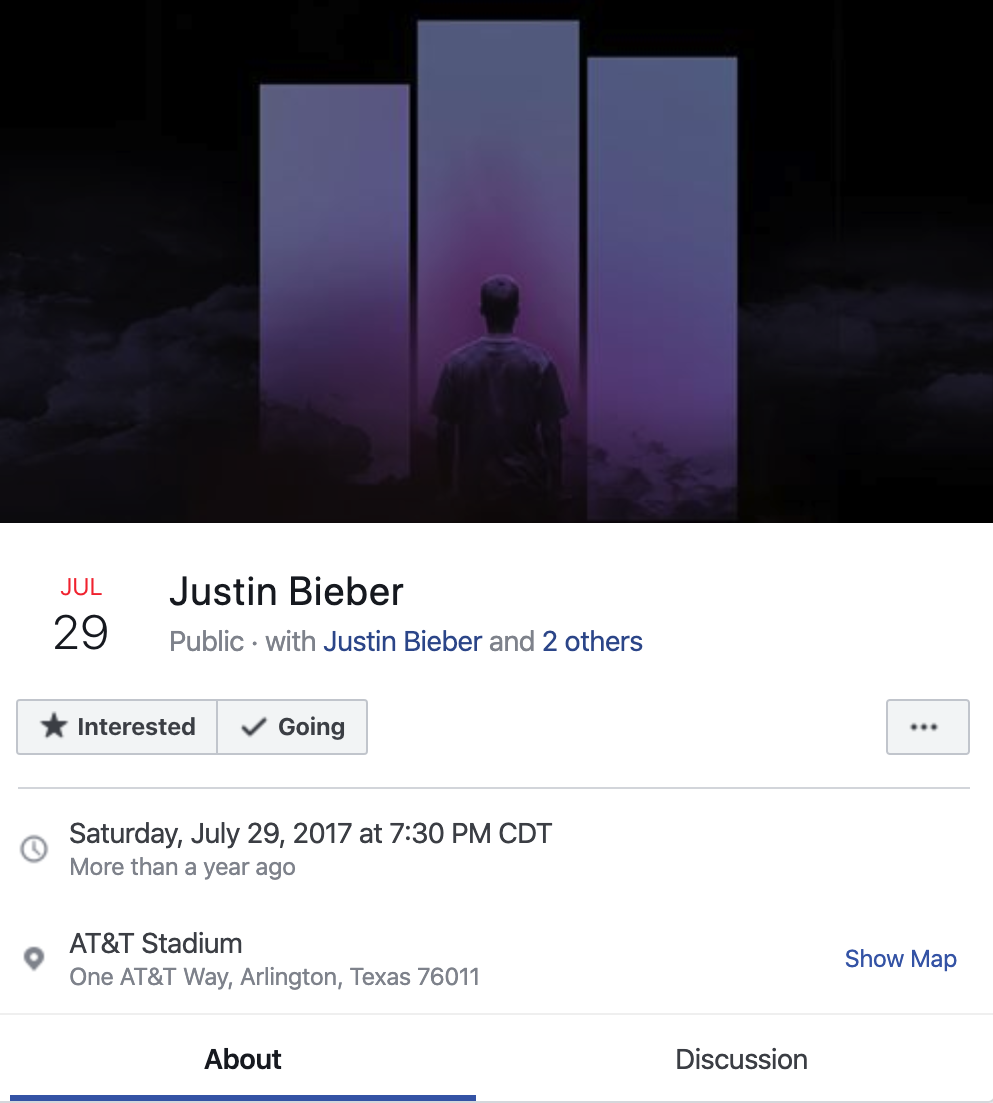 JUL
29
Justin Bieber
Public · with Justin Bieber and 2 others
Interested
Going
Saturday, July 29, 2017 at 7:30 PM CDT
More than a year ago
AT&T Stadium
One AT&T Way, Arlington, Texas 76011
Show Map
About
Discussion